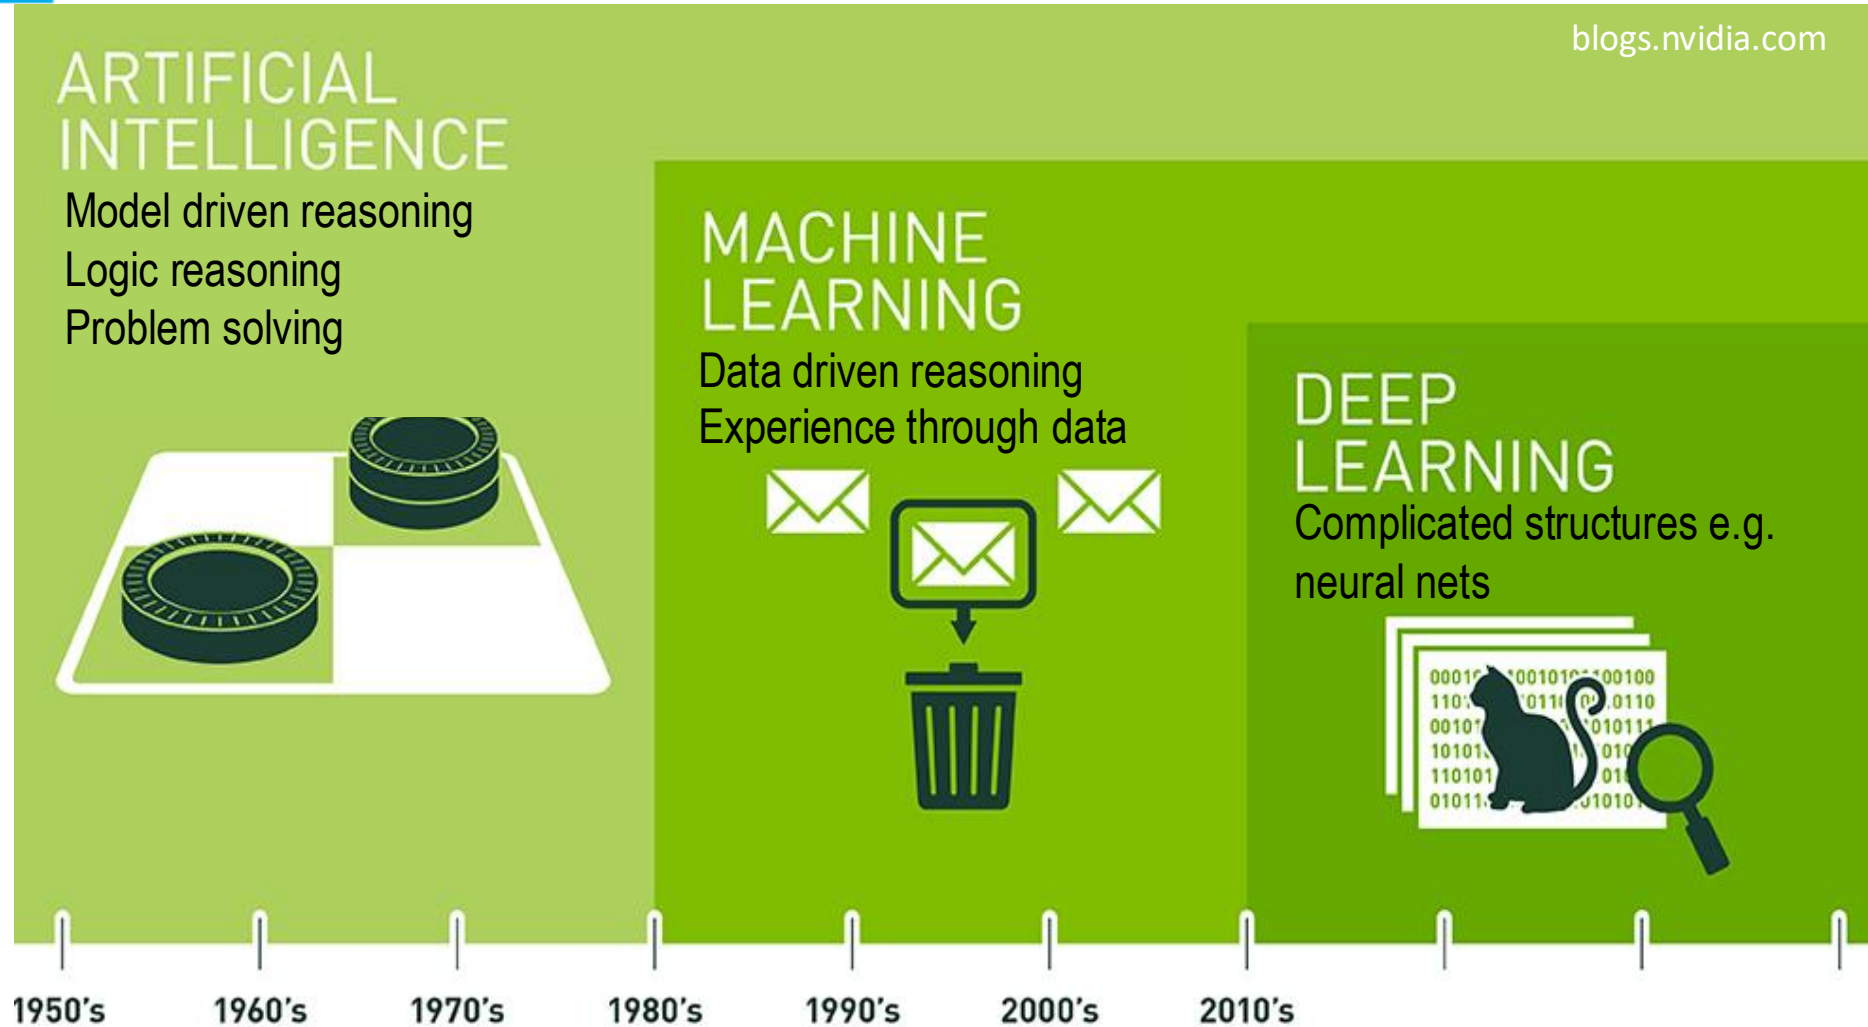 blogs.nvidia.com
ARTIFICIAL
INTELLIGENCE
Model driven reasoning
Logic reasoning
Problem solving
MACHINE
LEARNING
Data driven reasoning
Experience through data
DEEP
LEARNING
Complicated structures e.g.
neural nets
1950's 1960's 1970's 1980's 1990's 2000's 2010's